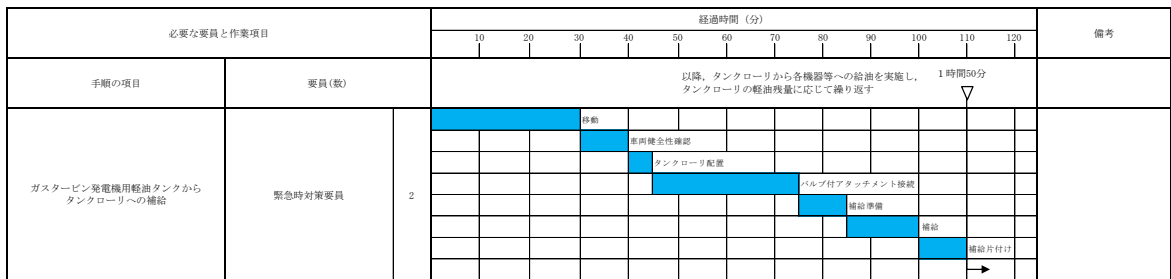 必要な要員と作業項目
経過時間（分）
備考
10 20 30 40 50 60 70 80 90 100 110 120
手順の項目
要員(数)
以降，タンクローリから各機器等への給油を実施し，
タンクローリの軽油残量に応じて繰り返す
1時間50分
▽
ガスタービン発電機用軽油タンクから
タンクローリへの補給
緊急時対策要員
2
移動
車両健全性確認
タンクローリ配置
バルブ付アタッチメント接続
補給準備
補給
補給片付け